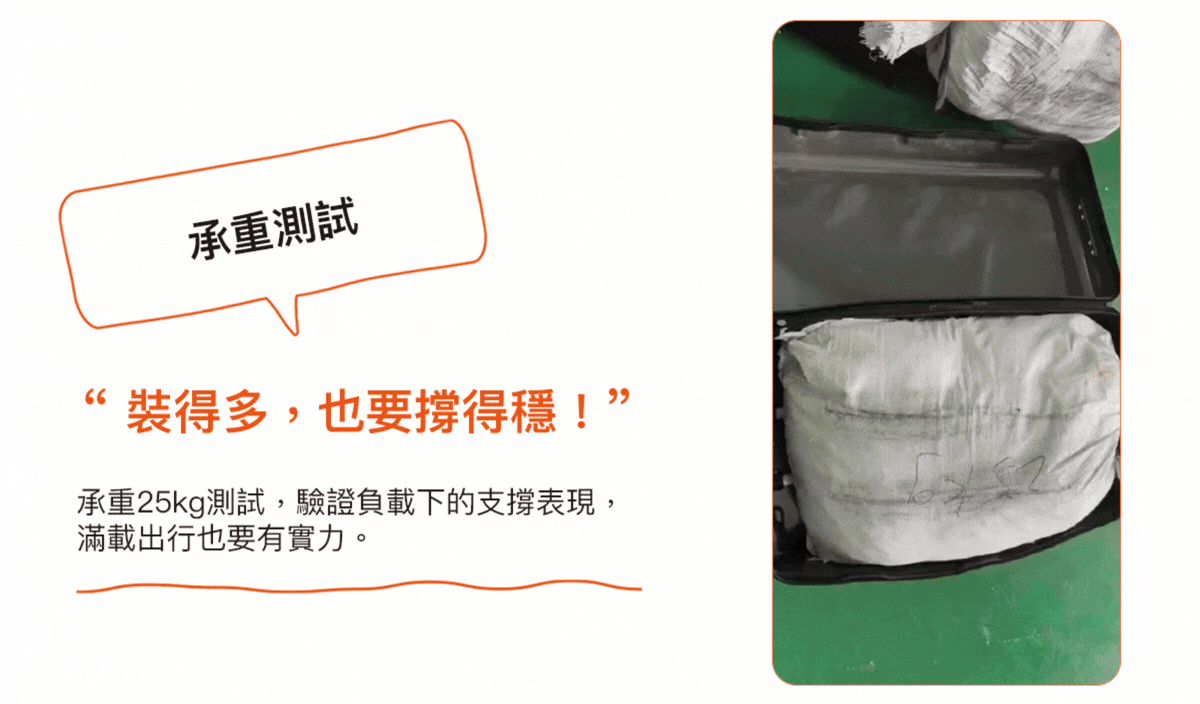 承重測試
“ 裝得多，也要撐得穩！”
承重25kg測試，驗證負載下的支撐表現，
滿載出行也要有實力。